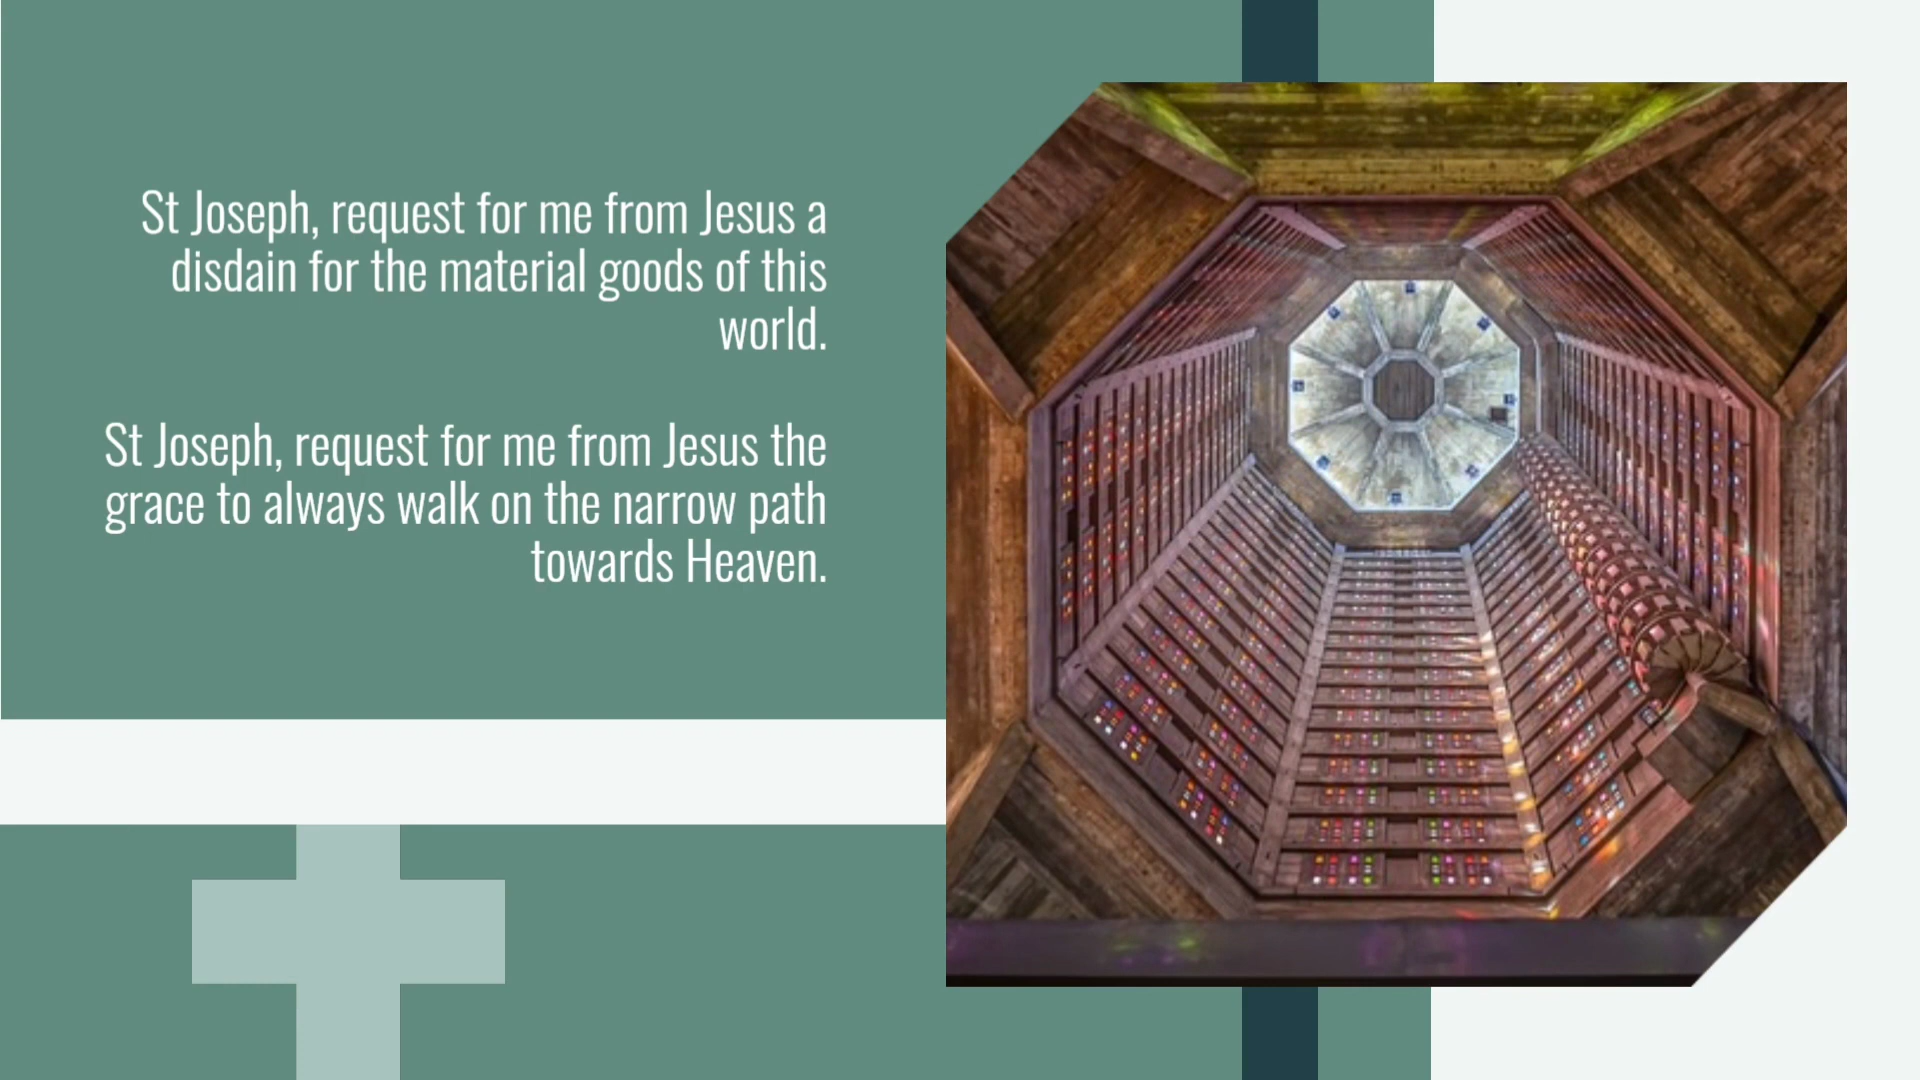 St Joseph, request for me from Jesus a
disdain for the material goods of this
world.
St Joseph, request for me from Jesus the
grace to always walk on the narrow path
towards Heaven.